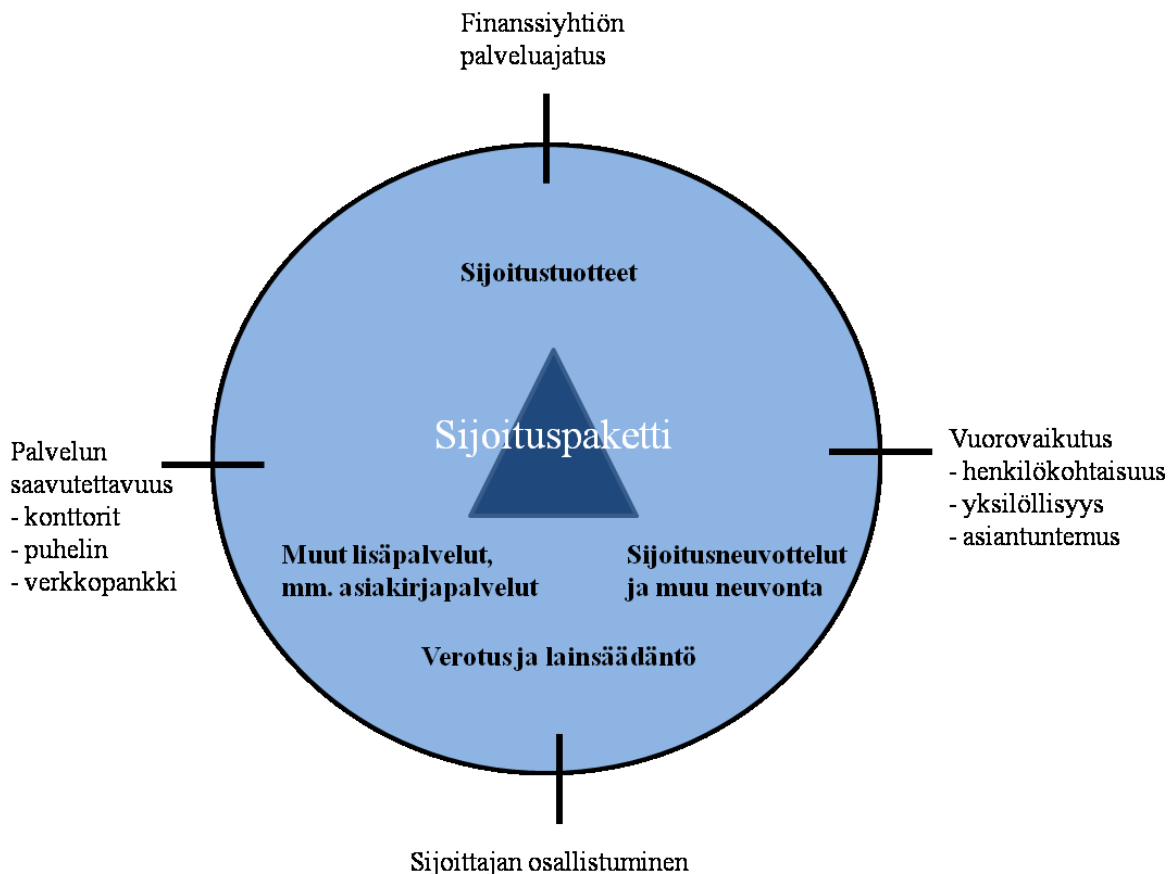 Finanssiyhtiön
palveluajatus
Sijoitustuotteet
Sijoituspaketti
Palvelun
saavutettavuus
- konttorit
- puhelin
- verkkopankki
Vuorovaikutus
- henkilökohtaisuus
- yksilöllisyys
- asiantuntemus
Muut lisäpalvelut,
mm. asiakirjapalvelut
Sijoitusneuvottelut
ja muu neuvonta
Verotus ja lainsäädäntö
Sijoittajan osallistuminen